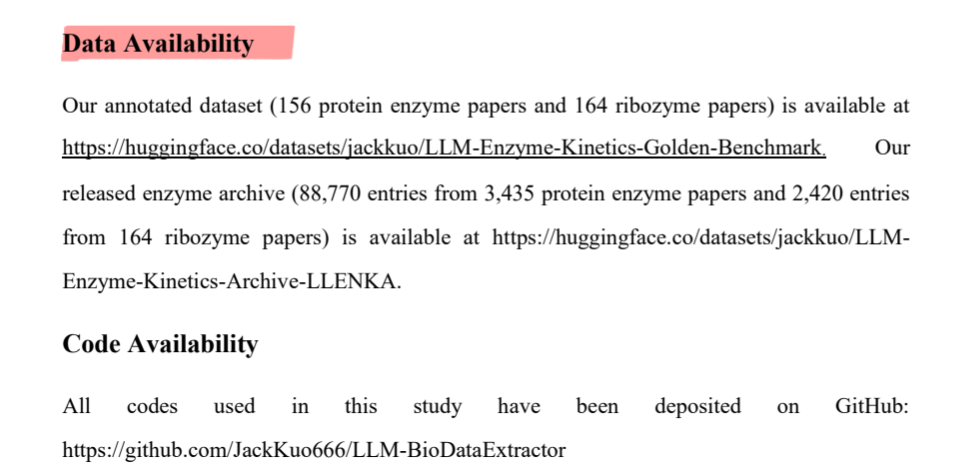 Data Availability
Our annotated dataset (156 protein enzyme papers and 164 ribozyme papers) is available at
https://huggingface.co/datasets/jackkuo/LLM-Enzyme-Kinetics-Golden-Benchmark. Our
released enzyme archive (88,770 entries from 3,435 protein enzyme papers and 2,420 entries
from 164 ribozyme papers) is available at https://huggingface.co/datasets/jackkuo/LLM-
Enzyme-Kinetics-Archive-LLENKA.
Code Availability
All codes used in this study have been deposited on GitHub:
https://github.com/JackKuo666/LLM-BioDataExtractor